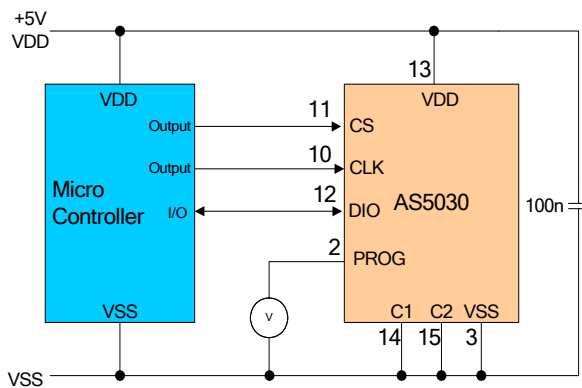 +5V
VDD
13
VDD
VDD
11
Output
CS
10
Output
CLK
Micro
Controller
I/O
12
DIO
AS5030
100n
2
PROG
V
VSS
C1
C2
VSS
14
15
3
VSS